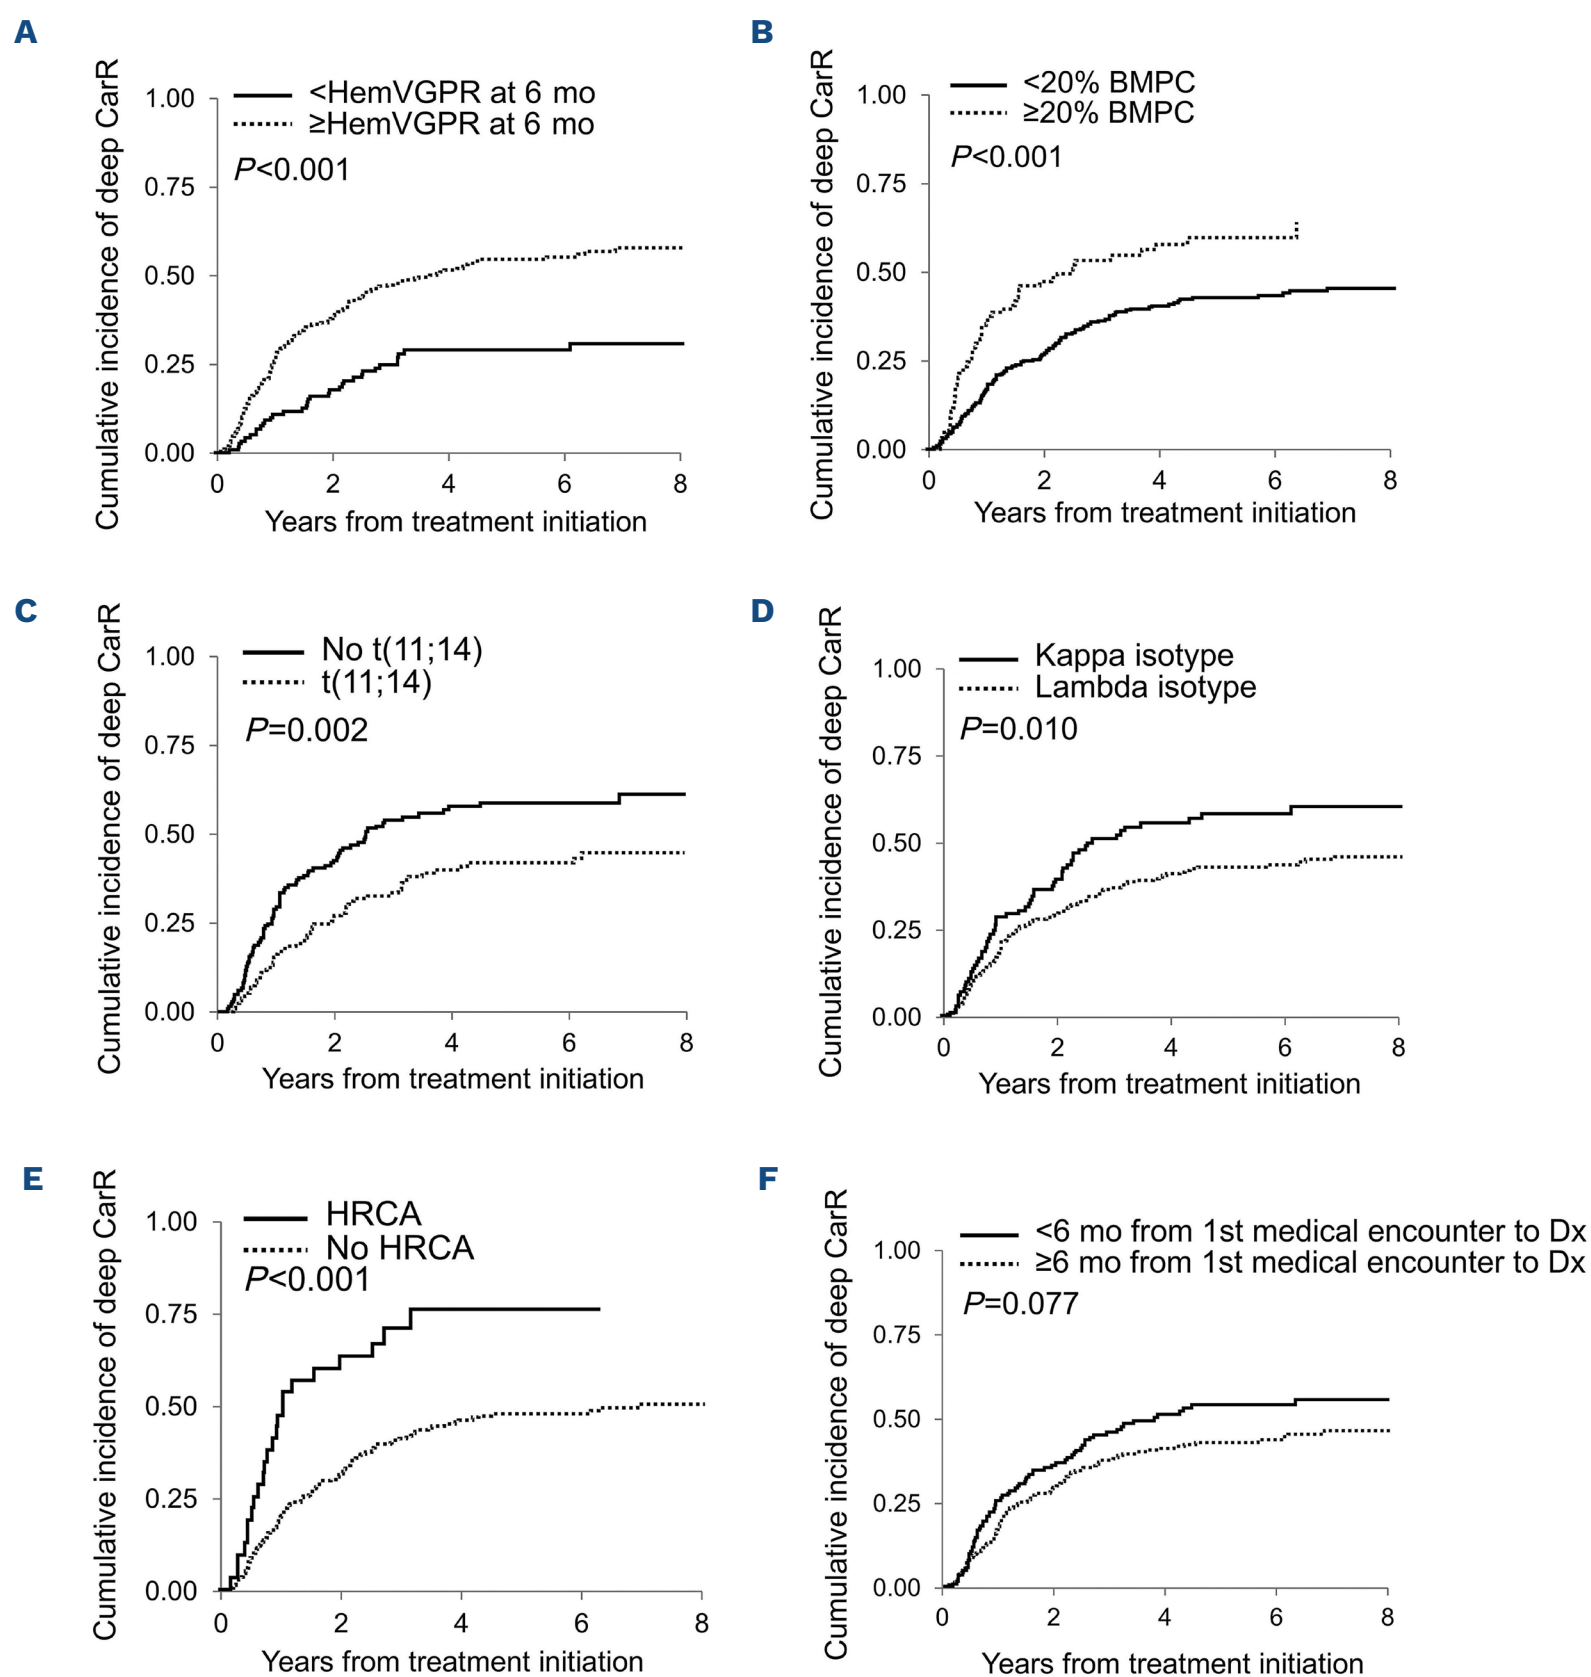 A
Cumulative incidence of deep CarR
<HemVGPR at 6 mo
≥HemVGPR at 6 mo
P<0.001
1.00
0.75
0.50
0.25
0.00
0 2 4 6 8
Years from treatment initiation
B
Cumulative incidence of deep CarR
<20% BMPC
≥20% BMPC
P<0.001
1.00
0.75
0.50
0.25
0.00
0 2 4 6 8
Years from treatment initiation
C
Cumulative incidence of deep CarR
No t(11;14)
t(11;14)
P=0.002
1.00
0.75
0.50
0.25
0.00
0 2 4 6 8
Years from treatment initiation
D
Cumulative incidence of deep CarR
Kappa isotype
Lambda isotype
P=0.010
1.00
0.75
0.50
0.25
0.00
0 2 4 6 8
Years from treatment initiation
E
Cumulative incidence of deep CarR
HRCA
No HRCA
P<0.001
1.00
0.75
0.50
0.25
0.00
0 2 4 6 8
Years from treatment initiation
F
Cumulative incidence of deep CarR
<6 mo from 1st medical encounter to Dx
≥6 mo from 1st medical encounter to Dx
P=0.077
1.00
0.75
0.50
0.25
0.00
0 2 4 6 8
Years from treatment initiation